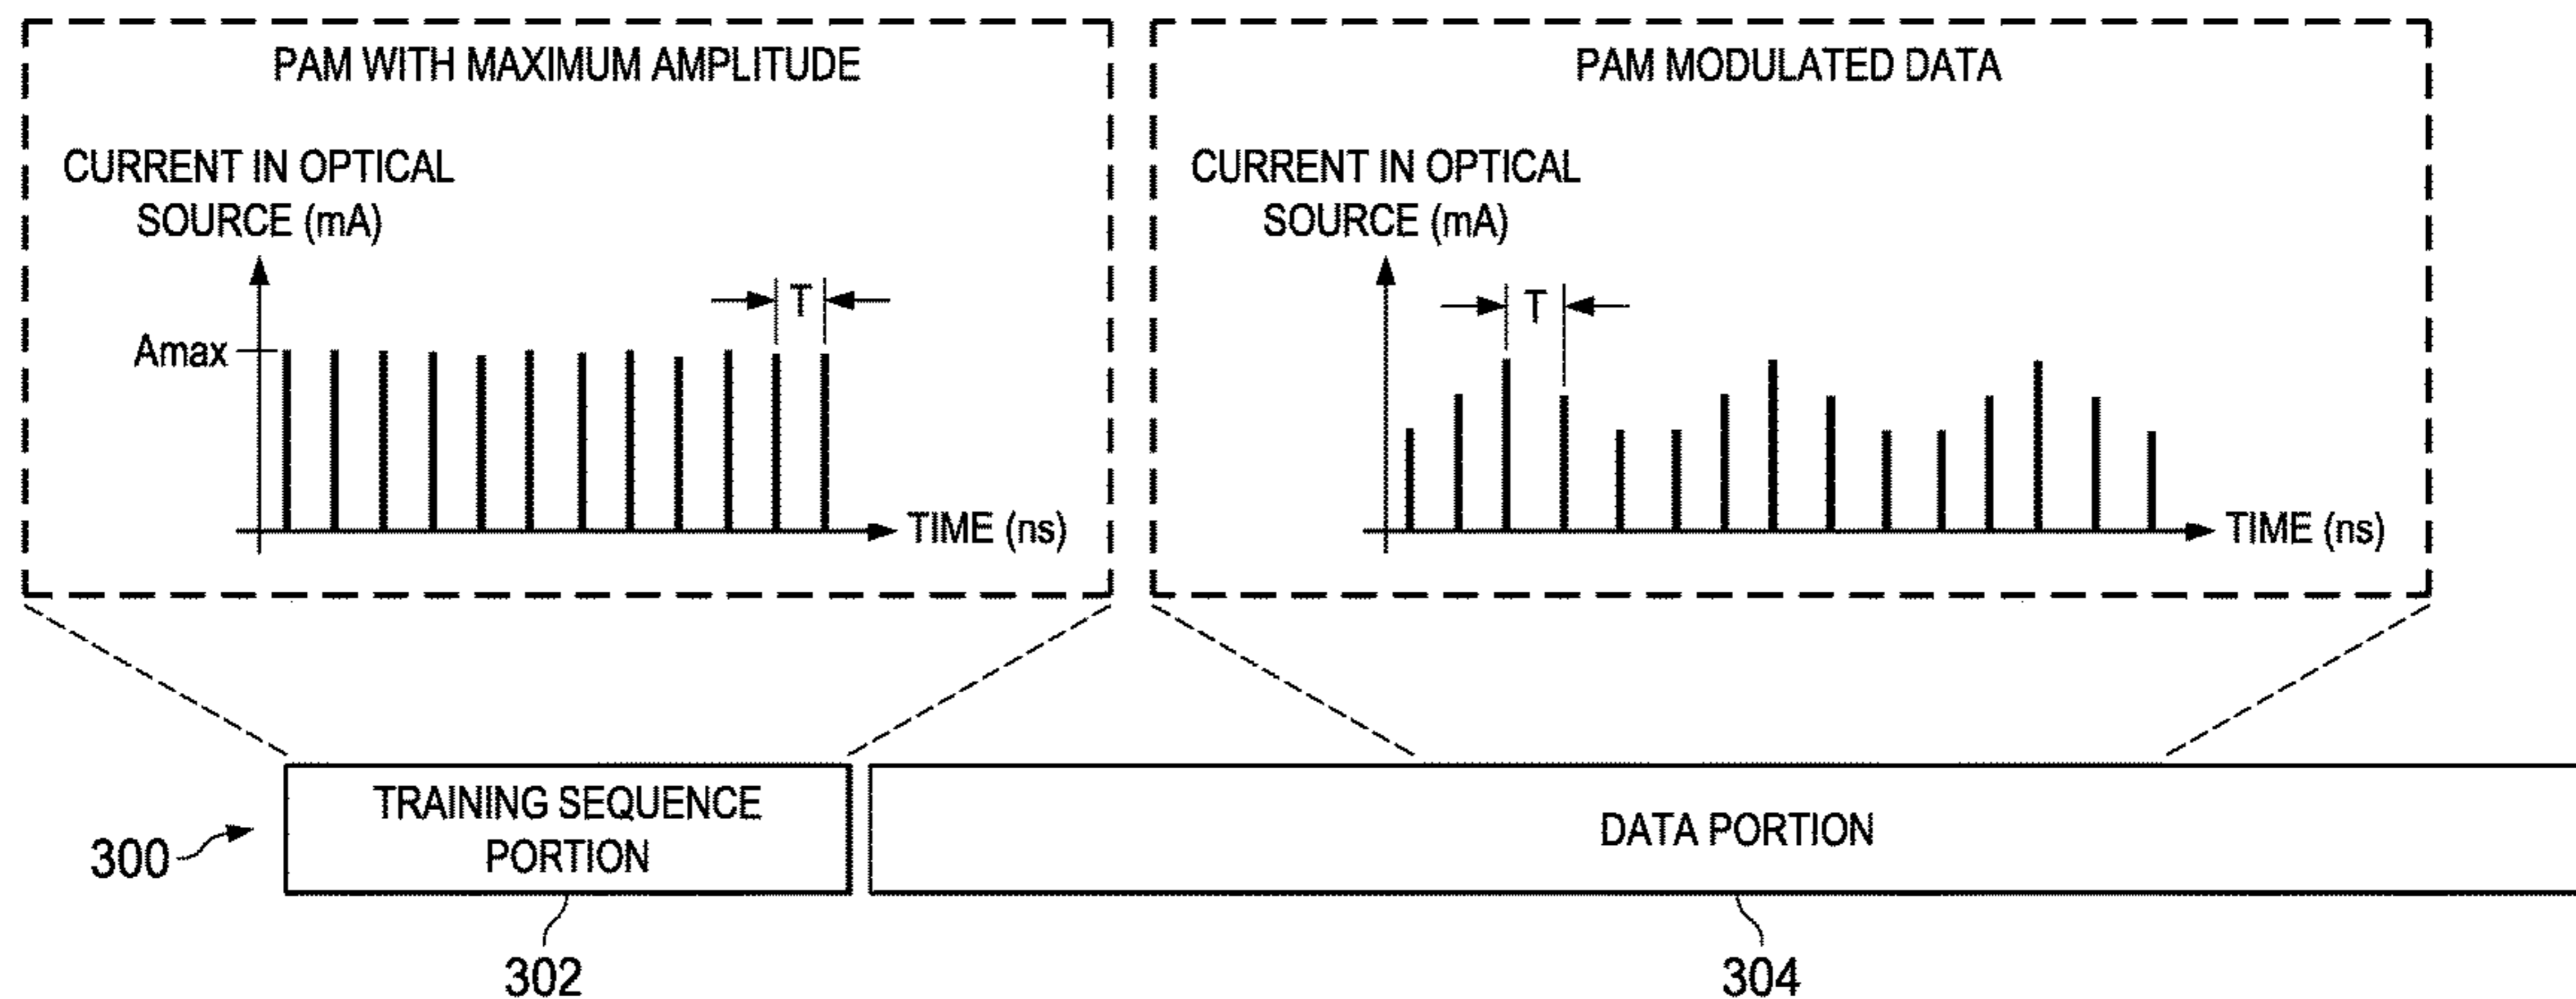 PAM WITH MAXIMUM AMPLITUDE
CURRENT IN OPTICAL
SOURCE (mA)
T
Amax
TIME (ns)
PAM MODULATED DATA
CURRENT IN OPTICAL
SOURCE (mA)
T
TIME (ns)
300
TRAINING SEQUENCE
PORTION
302
DATA PORTION
304